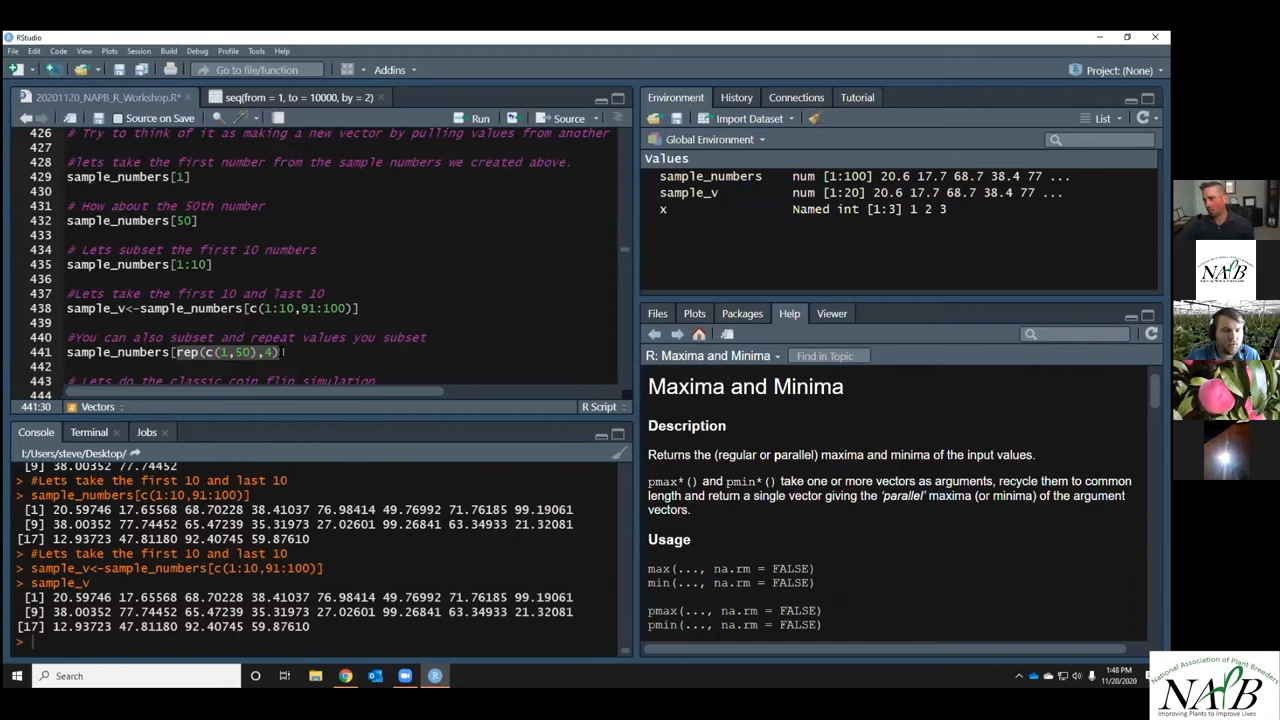 RStudio
File Edit Code View Plots Session Build Debug Profile Tools Help
Go to file/function
Addins
Project: (None)
20201120_NAPB_R_Workshop.R*
seq(from = 1, to = 10000, by = 2)
Source on Save
Run
Source
426 # Try to think of it as making a new vector by pulling values from another
427
428 #lets take the first number from the sample numbers we created above.
429 sample_numbers[1]
430
431 # How about the 50th number
432 sample_numbers[50]
433
434 # Lets subset the first 10 numbers
435 sample_numbers[1:10]
436
437 #Lets take the first 10 and last 10
438 sample_v<-sample_numbers[c(1:10,91:100)]
439
440 #You can also subset and repeat values you subset
441 sample_numbers[rep(c(1,50),4)]
442
443 # Lets do the classic coin flip simulation
444
441:30 Vectors R Script
Console Terminal Jobs
I:/Users/steve/Desktop/
[9] 38.00352 77.74452
> #Lets take the first 10 and last 10
> sample_numbers[c(1:10,91:100)]
[1] 20.59746 17.65568 68.70228 38.41037 76.98414 49.76992 71.76185 99.19061
[9] 38.00352 77.74452 65.47239 35.31973 27.02601 99.26841 63.34933 21.32081
[17] 12.93723 47.81180 92.40745 59.87610
> #Lets take the first 10 and last 10
> sample_v<-sample_numbers[c(1:10,91:100)]
> sample_v
[1] 20.59746 17.65568 68.70228 38.41037 76.98414 49.76992 71.76185 99.19061
[9] 38.00352 77.74452 65.47239 35.31973 27.02601 99.26841 63.34933 21.32081
[17] 12.93723 47.81180 92.40745 59.87610
>
Environment History Connections Tutorial
Import Dataset
List
Global Environment
Values
sample_numbers num [1:100] 20.6 17.7 68.7 38.4 77 ...
sample_v num [1:20] 20.6 17.7 68.7 38.4 77 ...
x Named int [1:3] 1 2 3
Files Plots Packages Help Viewer
R: Maxima and Minima
Find in Topic
Maxima and Minima
Description
Returns the (regular or parallel) maxima and minima of the input values.
pmax*() and pmin*() take one or more vectors as arguments, recycle them to common
length and return a single vector giving the ‘parallel’ maxima (or minima) of the argument
vectors.
Usage
max(..., na.rm = FALSE)
min(..., na.rm = FALSE)
pmax(..., na.rm = FALSE)
pmin(..., na.rm = FALSE)
Search
1:48 PM
11/20/2020
NAPB
National Association of Plant Breeders
NAPB
Improving Plants to Improve Lives